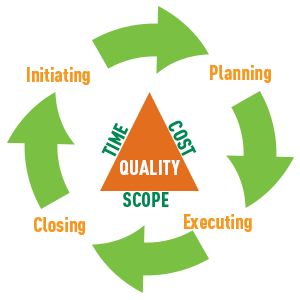 Initiating
Planning
TIME
COST
QUALITY
SCOPE
Closing
Executing